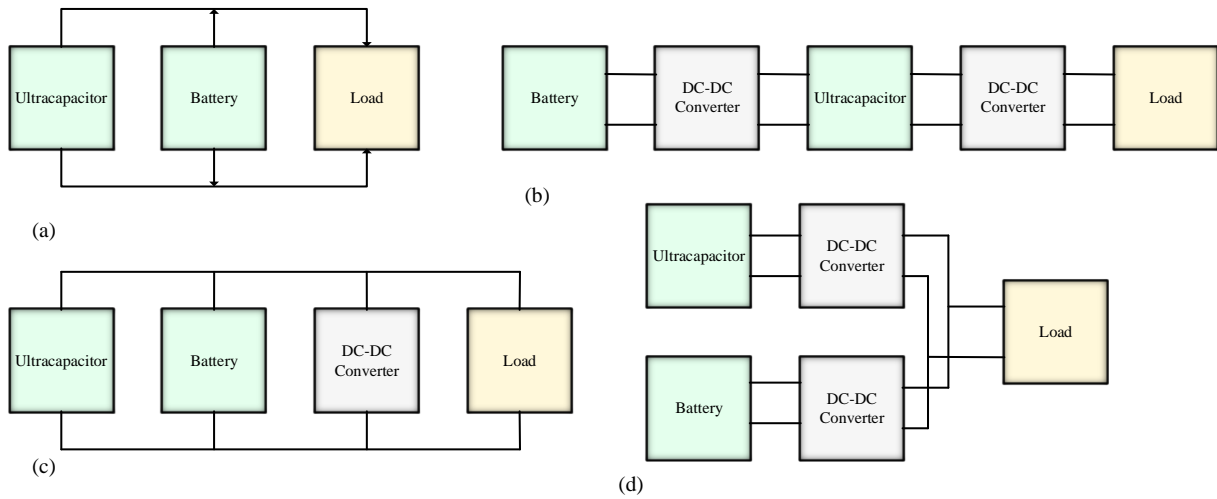 Ultracapacitor
Battery
Load
(a)
Battery
DC-DC
Converter
Ultracapacitor
DC-DC
Converter
Load
(b)
Ultracapacitor
Battery
DC-DC
Converter
Load
(c)
Ultracapacitor
DC-DC
Converter
Load
Battery
DC-DC
Converter
(d)